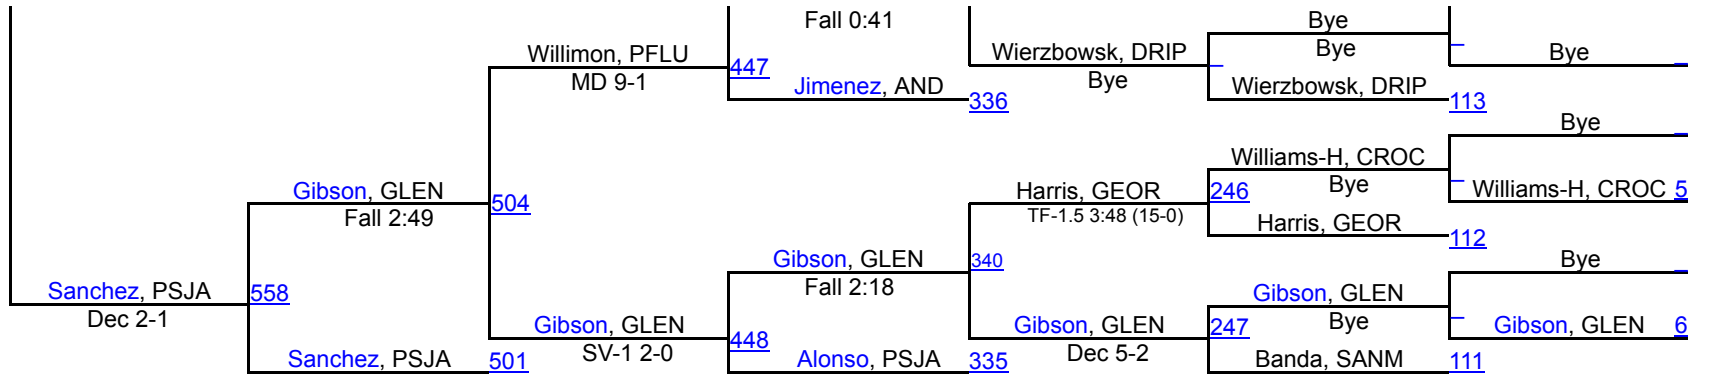 Fall 0:41
Bye
Willimon, PFLU
Wierzbowsk, DRIP
Bye
Bye
447
MD 9-1
Bye
Jimenez, AND
336
Wierzbowsk, DRIP
113
Bye
Williams-H, CROC
Gibson, GLEN
Harris, GEOR
246
Bye
Williams-H, CROC 5
504
Fall 2:49
TF-1.5 3:48 (15-0)
Harris, GEOR
112
Gibson, GLEN
340
Bye
Sanchez, PSJA
558
Fall 2:18
Gibson, GLEN
Dec 2-1
Gibson, GLEN
Gibson, GLEN
247
Bye
Gibson, GLEN 6
448
SV-1 2-0
Dec 5-2
Sanchez, PSJA
501
Alonso, PSJA
335
Banda, SANM
111